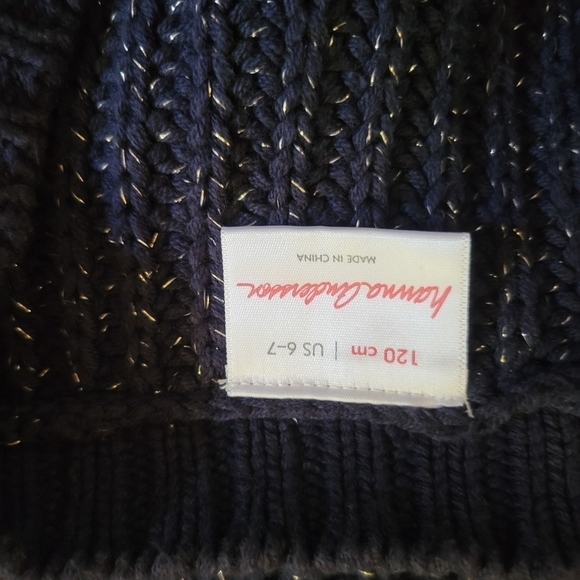 120 cm | US 6-7
hanna andersson
MADE IN CHINA